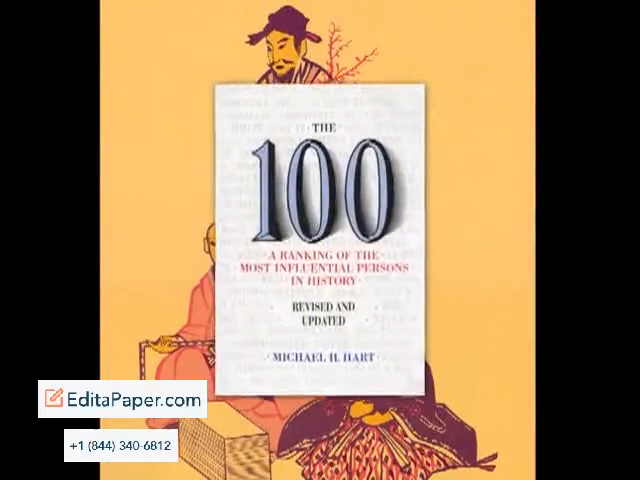 THE
100
A RANKING OF THE
MOST INFLUENTIAL PERSONS
IN HISTORY
REVISED AND
UPDATED
MICHAEL H. HART
EditaPaper.com
+1 (844) 340-6812